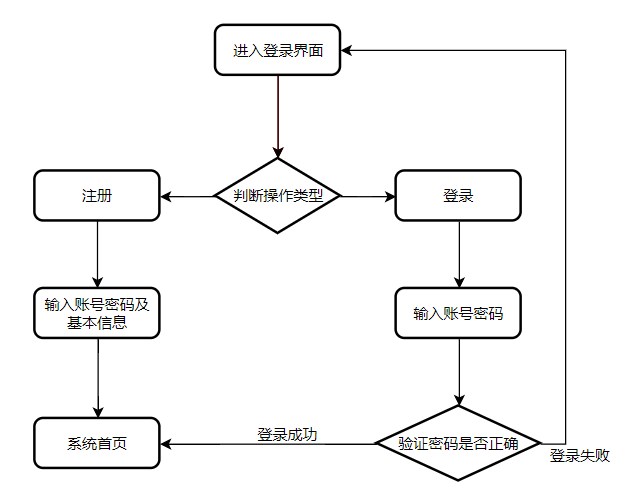 进入登录界面
注册
判断操作类型
登录
输入账号密码及
基本信息
输入账号密码
系统首页
登录成功
验证密码是否正确
登录失败